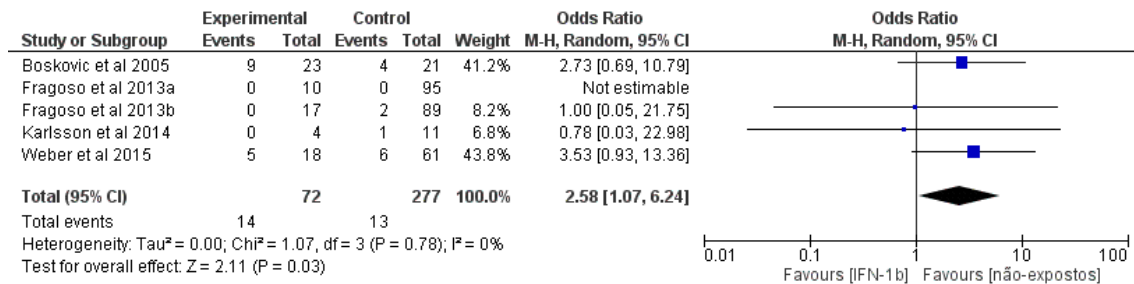 Experimental Control Odds Ratio Odds Ratio
Study or Subgroup Events Total Events Total Weight M-H, Random, 95% CI M-H, Random, 95% CI
Boskovic et al 2005 9 23 4 21 41.2% 2.73 [0.69, 10.79]
Fragoso et al 2013a 0 10 0 95 Not estimable
Fragoso et al 2013b 0 17 2 89 8.2% 1.00 [0.05, 21.75]
Karlsson et al 2014 0 4 1 11 6.8% 0.78 [0.03, 22.98]
Weber et al 2015 5 18 6 61 43.8% 3.53 [0.93, 13.36]
Total (95% CI) 72 277 100.0% 2.58 [1.07, 6.24]
Total events 14 13
Heterogeneity: Tau² = 0.00; Chi² = 1.07, df = 3 (P = 0.78); I² = 0%
Test for overall effect: Z = 2.11 (P = 0.03)
0.01 0.1 1 10 100
Favours [IFN-1b] Favours [não-expostos]